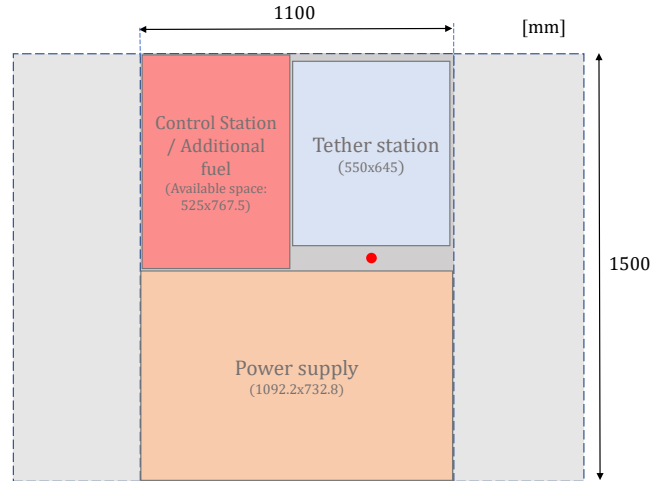 1100
[mm]
Control Station
/ Additional
fuel
(Available space:
525x767.5)
Tether station
(550x645)
1500
Power supply
(1092.2x732.8)